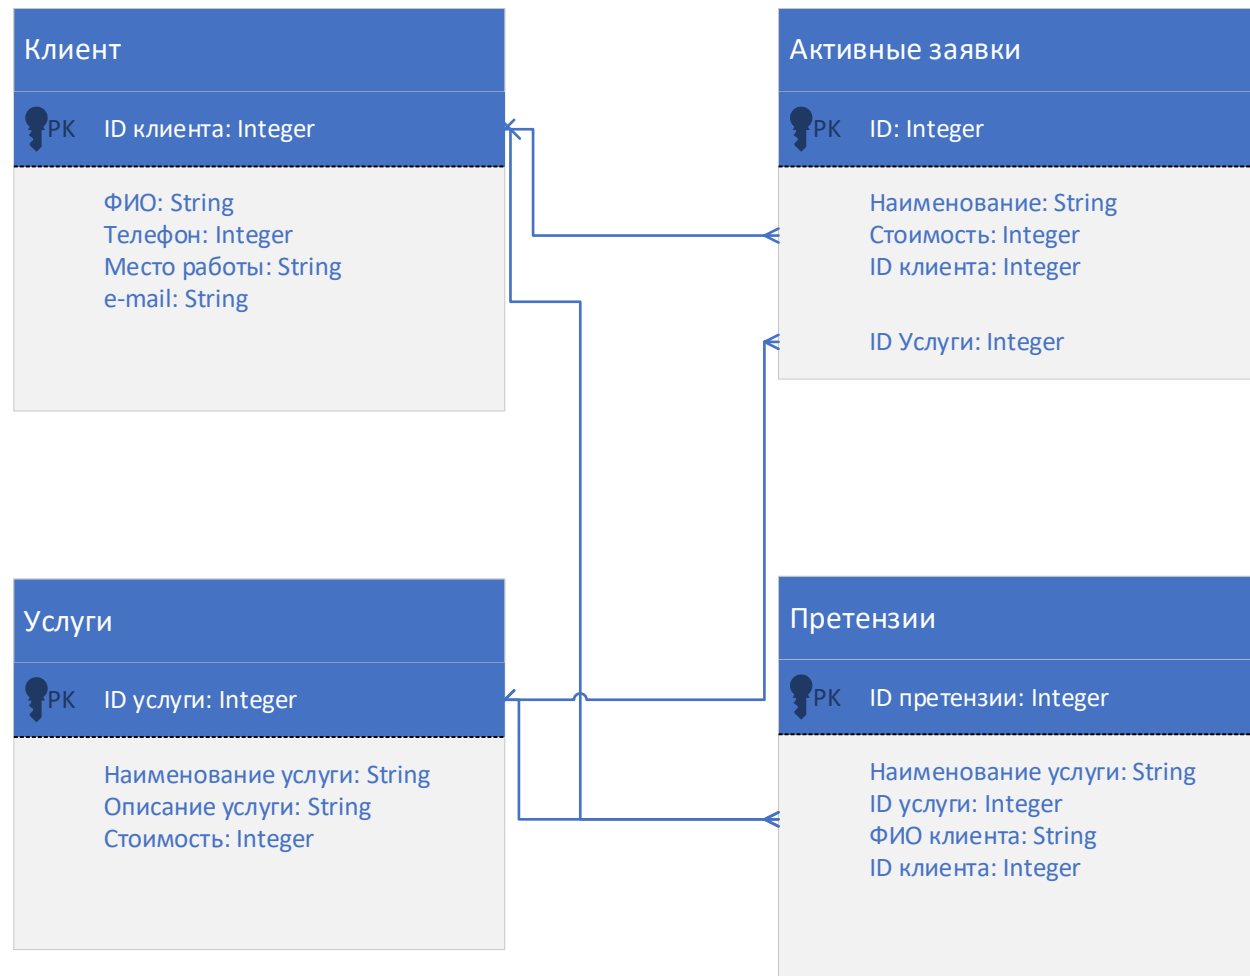 Клиент
PK ID клиента: Integer
ФИО: String
Телефон: Integer
Место работы: String
e-mail: String
Активные заявки
PK ID: Integer
Наименование: String
Стоимость: Integer
ID клиента: Integer
ID Услуги: Integer
Услуги
PK ID услуги: Integer
Наименование услуги: String
Описание услуги: String
Стоимость: Integer
Претензии
PK ID претензии: Integer
Наименование услуги: String
ID услуги: Integer
ФИО клиента: String
ID клиента: Integer